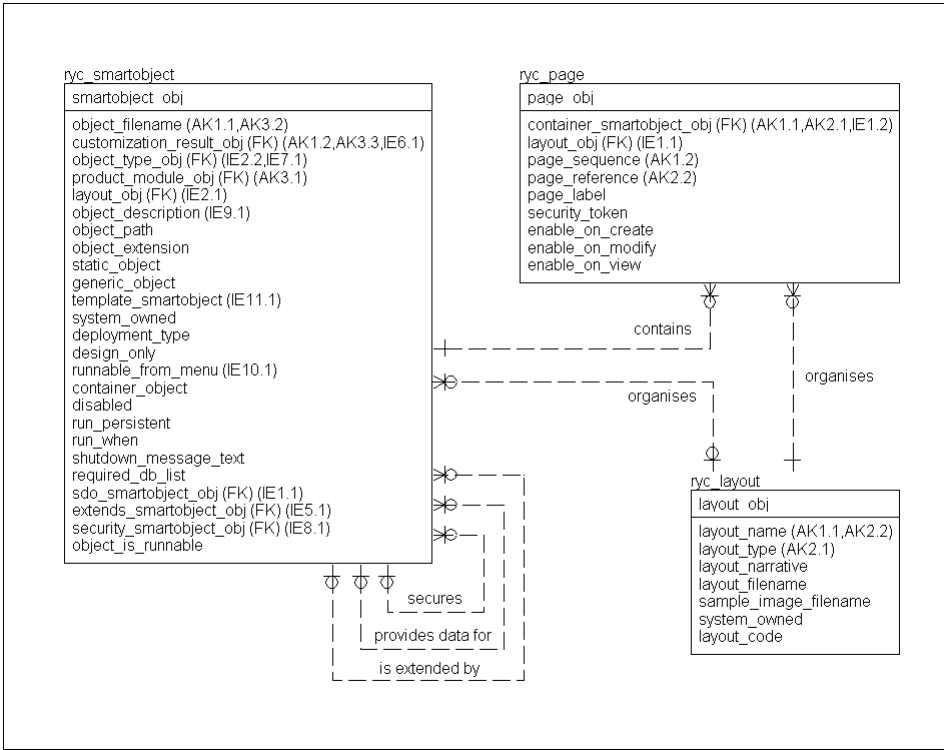 ryc_smartobject
smartobject_obj
object_filename (AK1.1,AK3.2)
customization_result_obj (FK) (AK1.2,AK3.3,IE6.1)
object_type_obj (FK) (IE2.2,IE7.1)
product_module_obj (FK) (AK3.1)
layout_obj (FK) (IE2.1)
object_description (IE9.1)
object_path
object_extension
static_object
generic_object
template_smartobject (IE11.1)
system_owned
deployment_type
design_only
runnable_from_menu (IE10.1)
container_object
disabled
run_persistent
run_when
shutdown_message_text
required_db_list
sdo_smartobject_obj (FK) (IE1.1)
extends_smartobject_obj (FK) (IE5.1)
security_smartobject_obj (FK) (IE8.1)
object_is_runnable
ryc_page
page_obj
container_smartobject_obj (FK) (AK1.1,AK2.1,IE1.2)
layout_obj (FK) (IE1.1)
page_sequence (AK1.2)
page_reference (AK2.2)
page_label
security_token
enable_on_create
enable_on_modify
enable_on_view
contains
organises
organises
ryc_layout
layout_obj
layout_name (AK1.1,AK2.2)
layout_type (AK2.1)
layout_narrative
layout_filename
sample_image_filename
system_owned
layout_code
secures
provides data for
is extended by